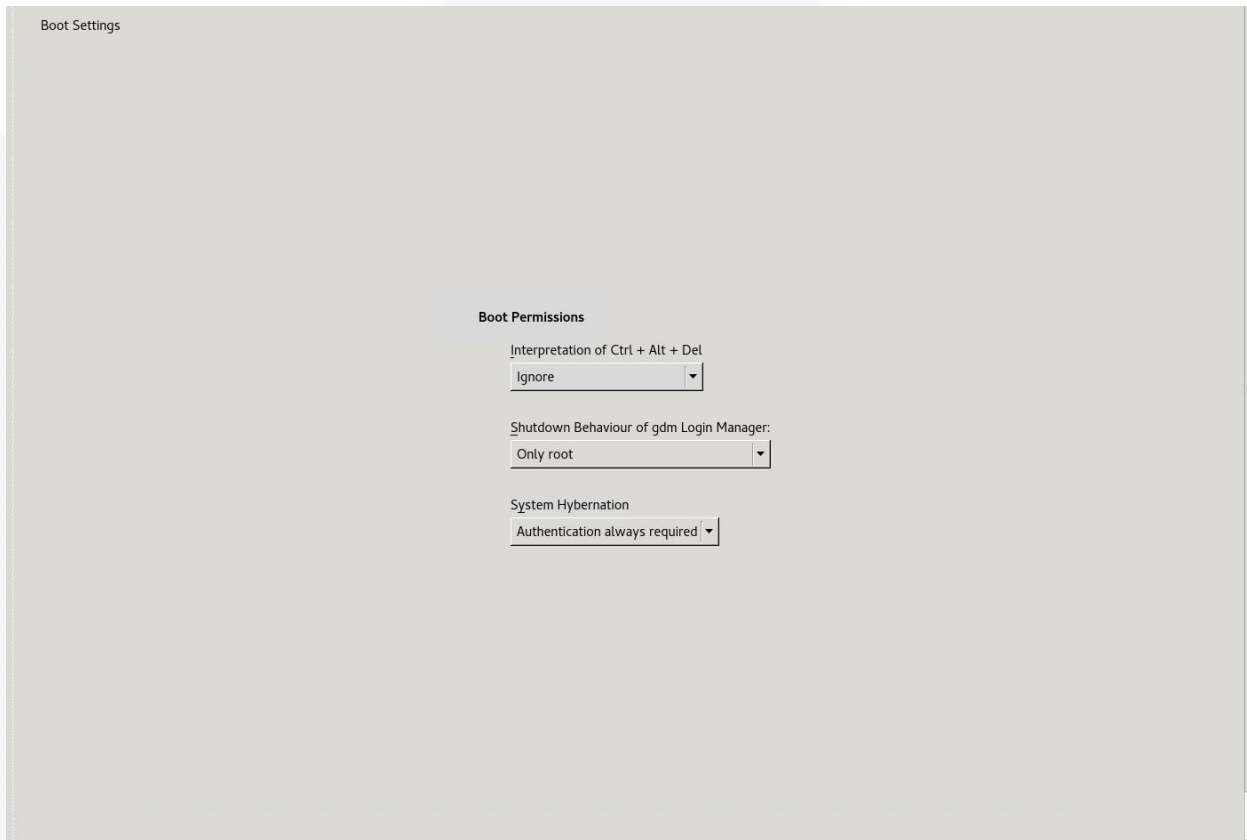 Boot Settings
Boot Permissions
Interpretation of Ctrl + Alt + Del
Ignore
Shutdown Behaviour of gdm Login Manager:
Only root
System Hybernation
Authentication always required